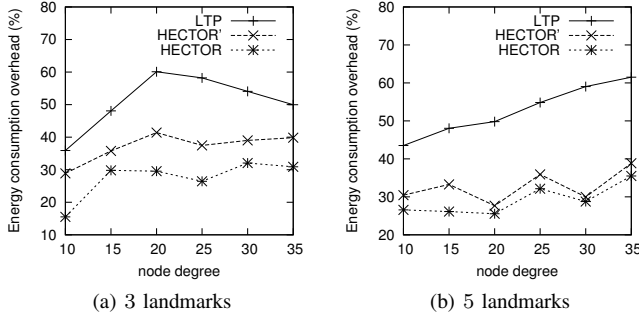 Energy consumption overhead (%)
80
70
60
50
40
30
20
10
10 15 20 25 30 35
node degree
LTP
HECTOR'
HECTOR
(a) 3 landmarks
Energy consumption overhead (%)
80
70
60
50
40
30
20
10 15 20 25 30 35
node degree
LTP
HECTOR'
HECTOR
(b) 5 landmarks